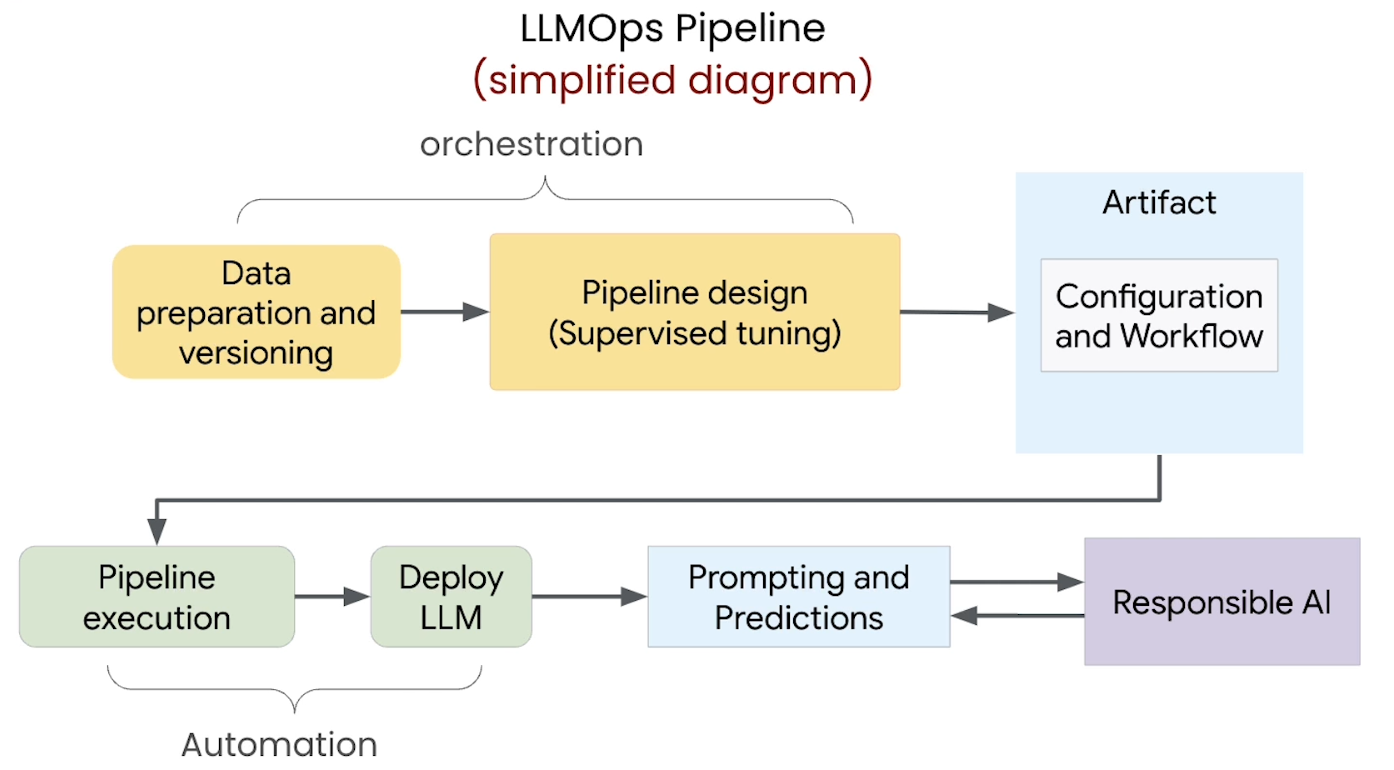 LLMOps Pipeline
(simplified diagram)
orchestration
Data
preparation and
versioning
Pipeline design
(Supervised tuning)
Artifact
Configuration
and Workflow
Pipeline
execution
Deploy
LLM
Prompting and
Predictions
Responsible AI
Automation